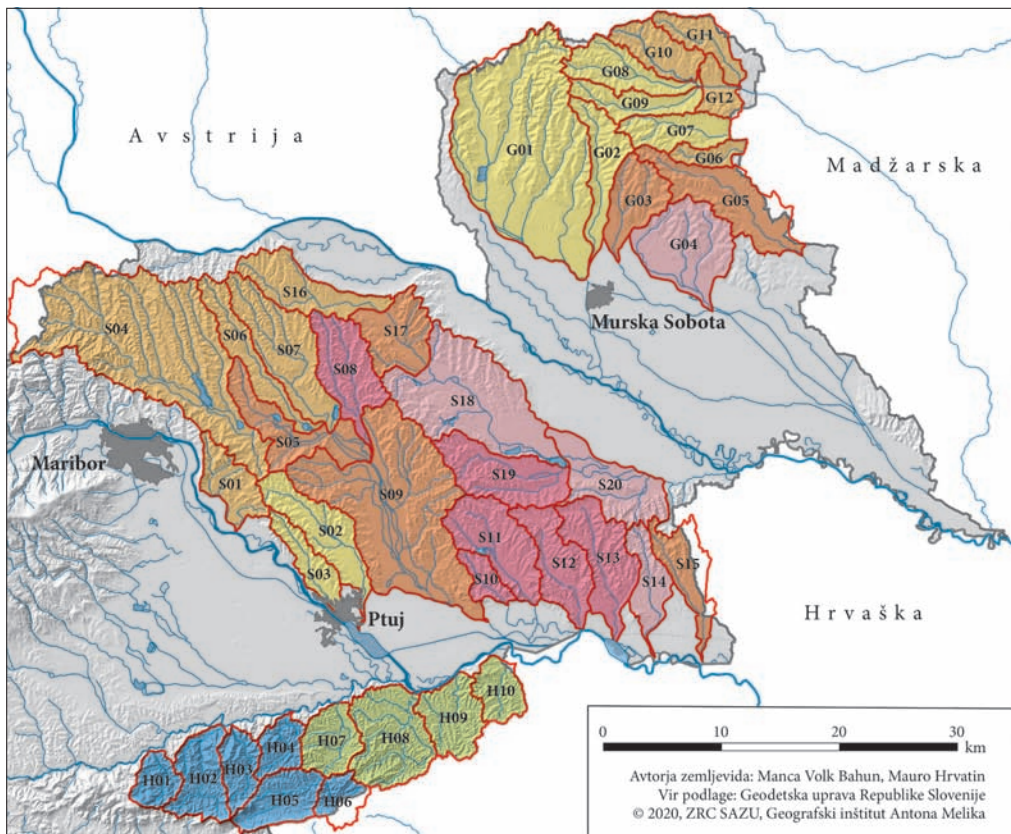 Avstrija
Madžarska
Hrvaška
Maribor
Ptuj
Murska Sobota
G01
G02
G03
G04
G05
G06
G07
G08
G09
G10
G11
G12
S01
S02
S03
S04
S05
S06
S07
S08
S09
S10
S11
S12
S13
S14
S15
S16
S17
S18
S19
S20
H01
H02
H03
H04
H05
H06
H07
H08
H09
H10
0 10 20 30
km
Avtorja zemljevida: Manca Volk Bahun, Mauro Hrvatin
Vir podlage: Geodetska uprava Republike Slovenije
© 2020, ZRC SAZU, Geografski inštitut Antona Melika